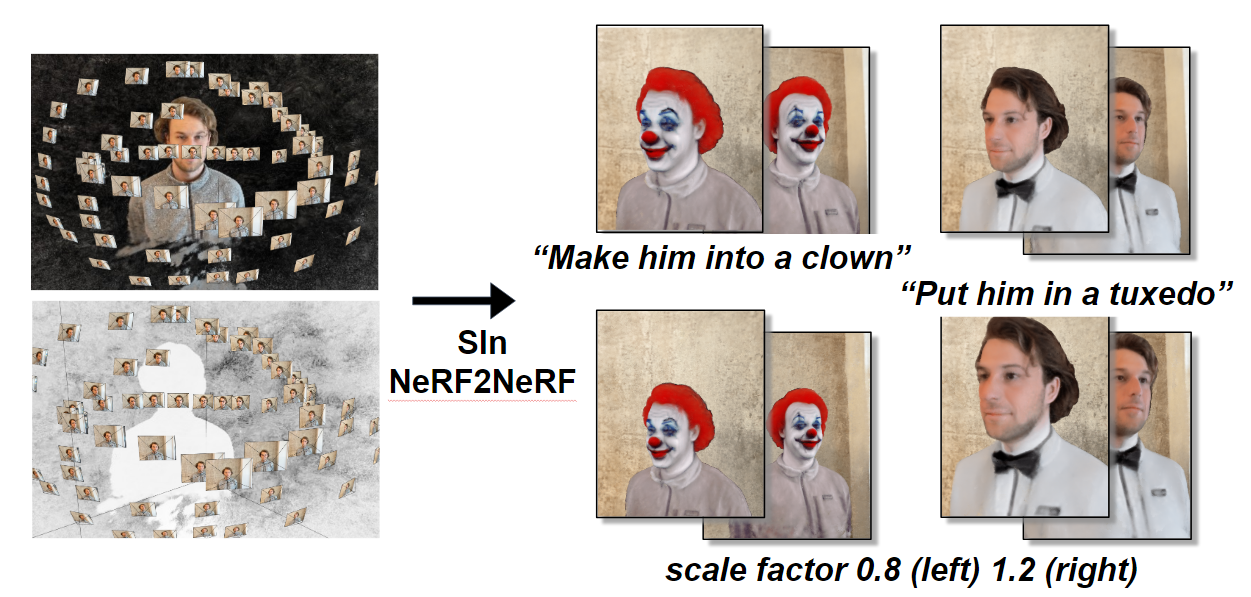 “Make him into a clown”
“Put him in a tuxedo”
SIn
NeRF2NeRF
scale factor 0.8 (left) 1.2 (right)